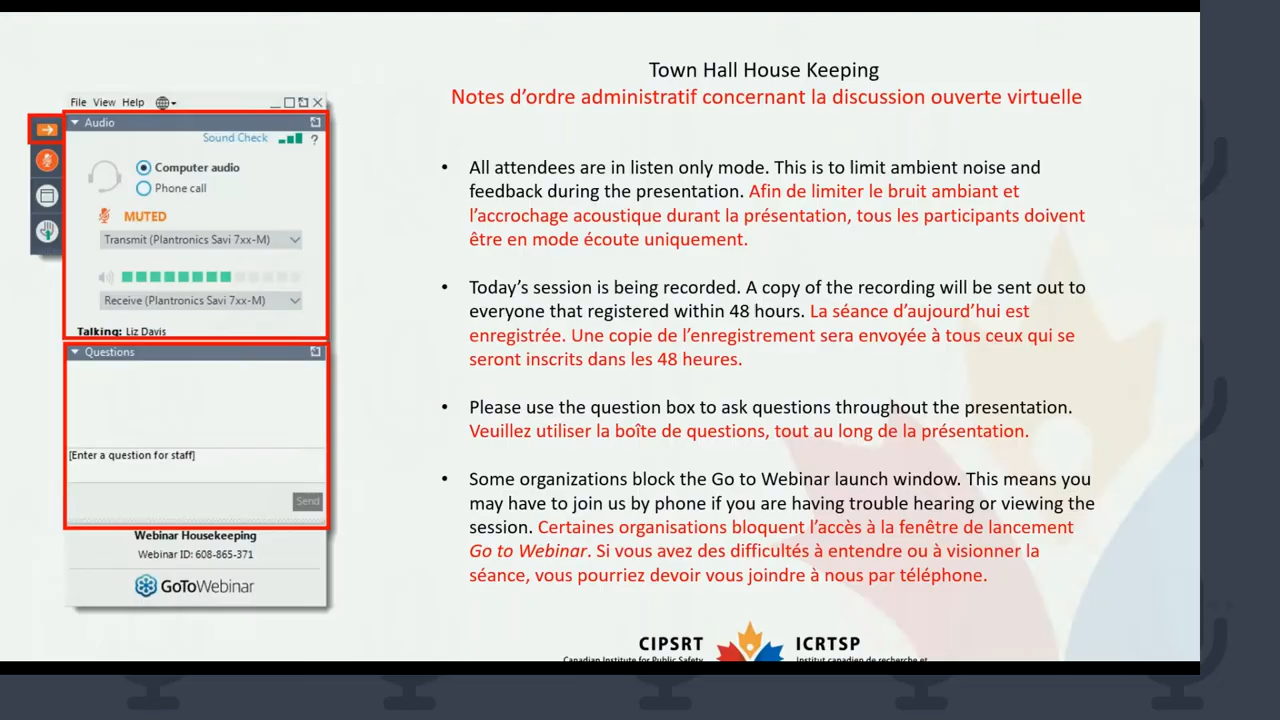 Town Hall House Keeping
Notes d’ordre administratif concernant la discussion ouverte virtuelle
File View Help
Audio
Sound Check
?
Computer audio
Phone call
MUTED
Transmit (Plantronics Savi 7xx-M)
Receive (Plantronics Savi 7xx-M)
Talking: Liz Davis
Questions
[Enter a question for staff]
Send
Webinar Housekeeping
Webinar ID: 608-865-371
GoToWebinar
• All attendees are in listen only mode. This is to limit ambient noise and
feedback during the presentation. Afin de limiter le bruit ambiant et
l’accrochage acoustique durant la présentation, tous les participants doivent
être en mode écoute uniquement.
• Today’s session is being recorded. A copy of the recording will be sent out to
everyone that registered within 48 hours. La séance d’aujourd’hui est
enregistrée. Une copie de l’enregistrement sera envoyée à tous ceux qui se
seront inscrits dans les 48 heures.
• Please use the question box to ask questions throughout the presentation.
Veuillez utiliser la boîte de questions, tout au long de la présentation.
• Some organizations block the Go to Webinar launch window. This means you
may have to join us by phone if you are having trouble hearing or viewing the
session. Certaines organisations bloquent l’accès à la fenêtre de lancement
Go to Webinar. Si vous avez des difficultés à entendre ou à visionner la
séance, vous pourriez devoir vous joindre à nous par téléphone.
CIPSRT ICRTSP
Canadian Institute for Public Safety Institut canadien de recherche et